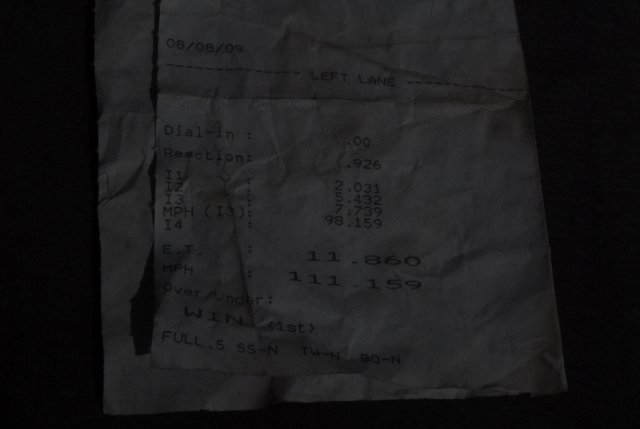 08/08/09
LEFT LANE
Dial-in : .00
Reaction: .926
I1 :
I2 : 2.031
I3 : 5.432
MPH (I3): 7.739
I4 98.159
E.T. : 11.860
MPH : 111.159
Over/Under:
WIN (1st)
FULL.5 SS-N TW-N BO-N